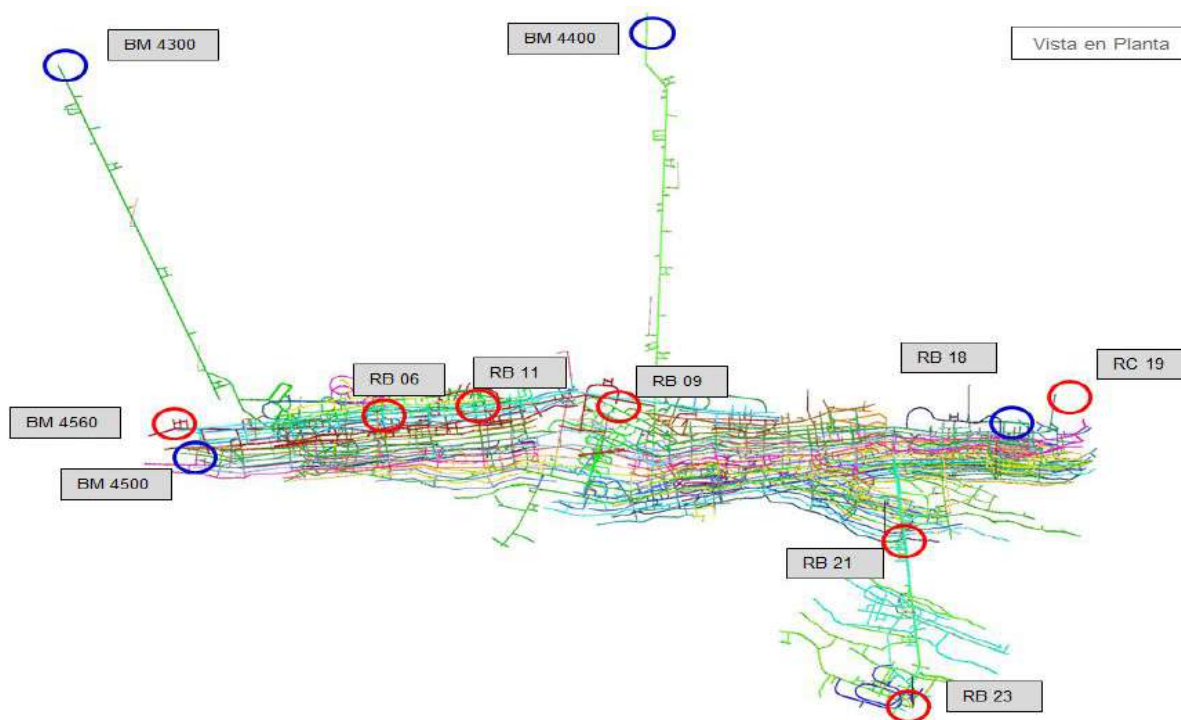 BM 4300
BM 4400
Vista en Planta
RB 06
RB 11
RB 09
RB 18
RC 19
BM 4560
BM 4500
RB 21
RB 23